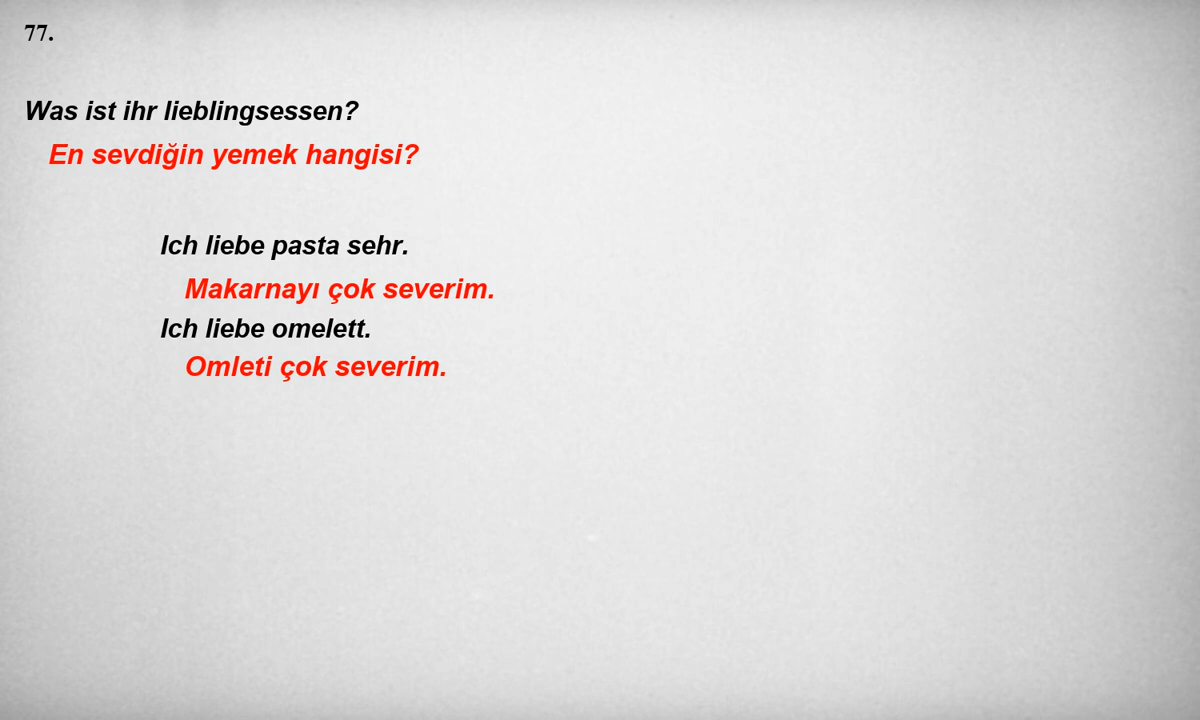 77.
Was ist ihr lieblingsessen?
En sevdiğin yemek hangisi?
Ich liebe pasta sehr.
Makarnayı çok severim.
Ich liebe omelett.
Omleti çok severim.